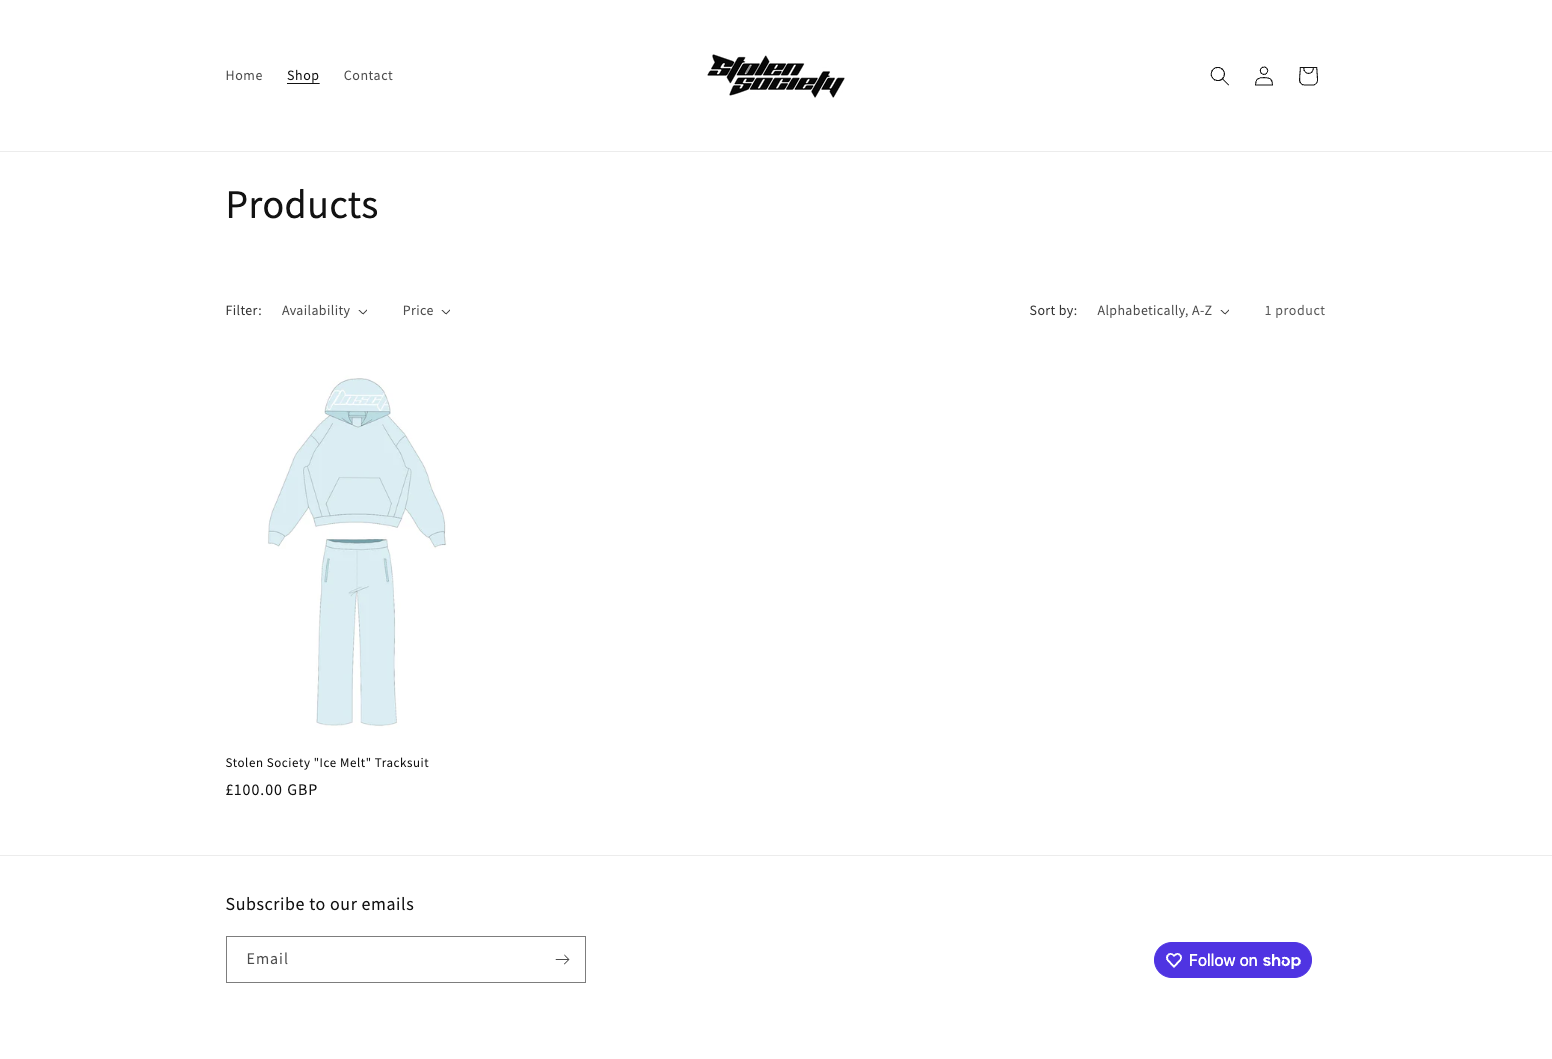 Home Shop Contact
Stolen
Society
Products
Filter: Availability Price
Sort by: Alphabetically, A-Z 1 product
Stolen Society "Ice Melt" Tracksuit
£100.00 GBP
Subscribe to our emails
Email
Follow on shop